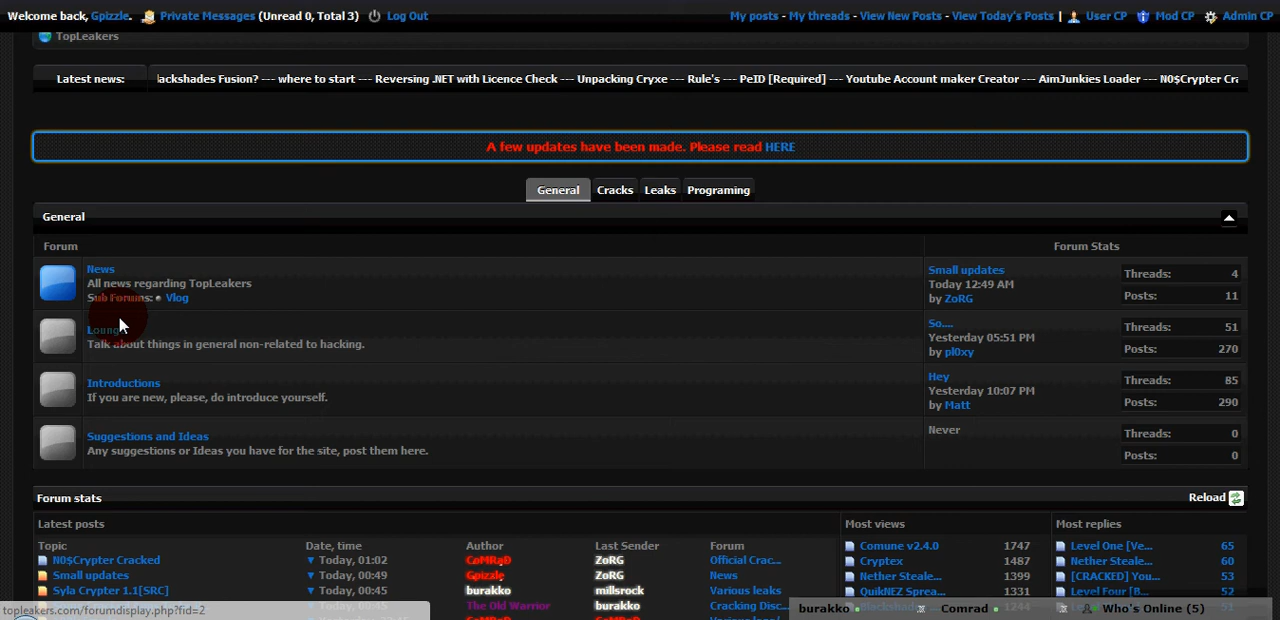 Welcome back, Gpizzle. Private Messages (Unread 0, Total 3) Log Out My posts - My threads - View New Posts - View Today's Posts | User CP Mod CP Admin CP
TopLeakers
Latest news: lackshades Fusion? --- where to start --- Reversing .NET with Licence Check --- Unpacking Cryxe --- Rule's --- PeID [Required] --- Youtube Account maker Creator --- AimJunkies Loader --- N0$Crypter Cra
A few updates have been made. Please read HERE
General Cracks Leaks Programing
General
Forum Forum Stats
News
All news regarding TopLeakers
Sub Forums: Vlog
Small updates
Today 12:49 AM
by ZoRG
Threads: 4
Posts: 11
Loung
Talk about things in general non-related to hacking.
So....
Yesterday 05:51 PM
by pl0xy
Threads: 51
Posts: 270
Introductions
If you are new, please, do introduce yourself.
Hey
Yesterday 10:07 PM
by Matt
Threads: 85
Posts: 290
Suggestions and Ideas
Any suggestions or Ideas you have for the site, post them here.
Never
Threads: 0
Posts: 0
Forum stats Reload
Latest posts Most views Most replies
Topic Date, time Author Last Sender Forum
N0$Crypter Cracked Today, 01:02 CoMRaD ZoRG Official Crac...
Small updates Today, 00:49 Gpizzle ZoRG News
Syla Crypter 1.1[SRC] Today, 00:45 burakko millsrock Various leaks
The Old Warrior burakko Cracking Disc...
Comune v2.4.0 1747
Cryptex 1487
Nether Steale... 1399
QuikNEZ Sprea... 1331
Level One [Ve... 65
Nether Steale... 60
[CRACKED] You... 53
Level Four [B... 52
topleakers.com/forumdisplay.php?fid=2
burakko Comrad Who's Online (5)